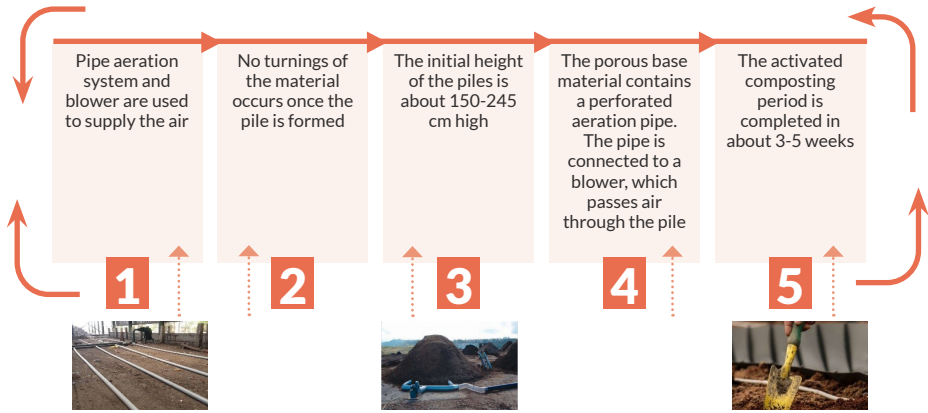 Pipe aeration
system and
blower are used
to supply the air
No turnings of
the material
occurs once the
pile is formed
The initial height
of the piles is
about 150-245
cm high
The porous base
material contains
a perforated
aeration pipe.
The pipe is
connected to a
blower, which
passes air
through the pile
The activated
composting
period is
completed in
about 3-5 weeks
1
2
3
4
5